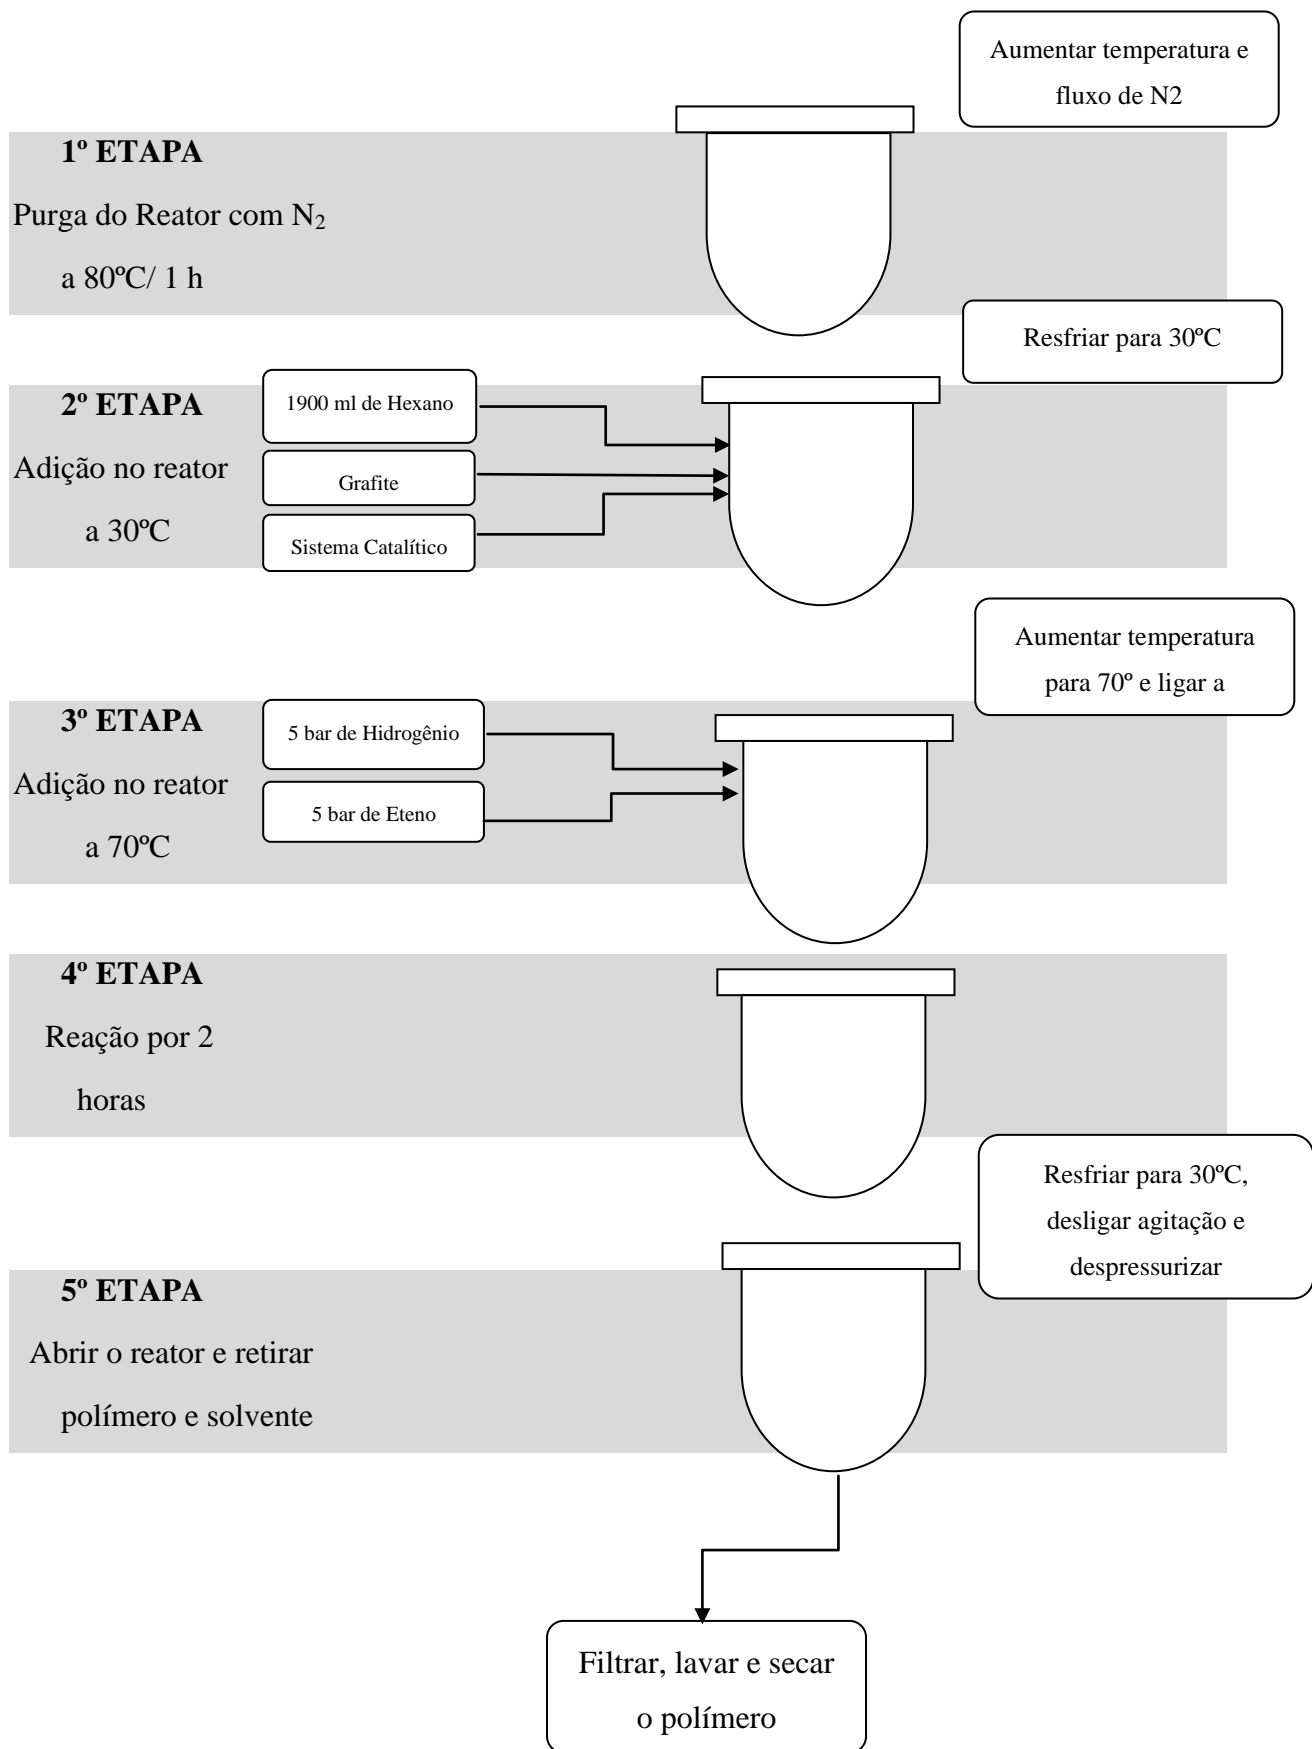 Aumentar temperatura e
fluxo de N2
1º ETAPA
Purga do Reator com N₂
a 80ºC/ 1 h
Resfriar para 30ºC
2º ETAPA
Adição no reator
a 30ºC
1900 ml de Hexano
Grafite
Sistema Catalítico
Aumentar temperatura
para 70º e ligar a
3º ETAPA
Adição no reator
a 70ºC
5 bar de Hidrogênio
5 bar de Eteno
4º ETAPA
Reação por 2
horas
Resfriar para 30ºC,
desligar agitação e
despressurizar
5º ETAPA
Abrir o reator e retirar
polímero e solvente
Filtrar, lavar e secar
o polímero